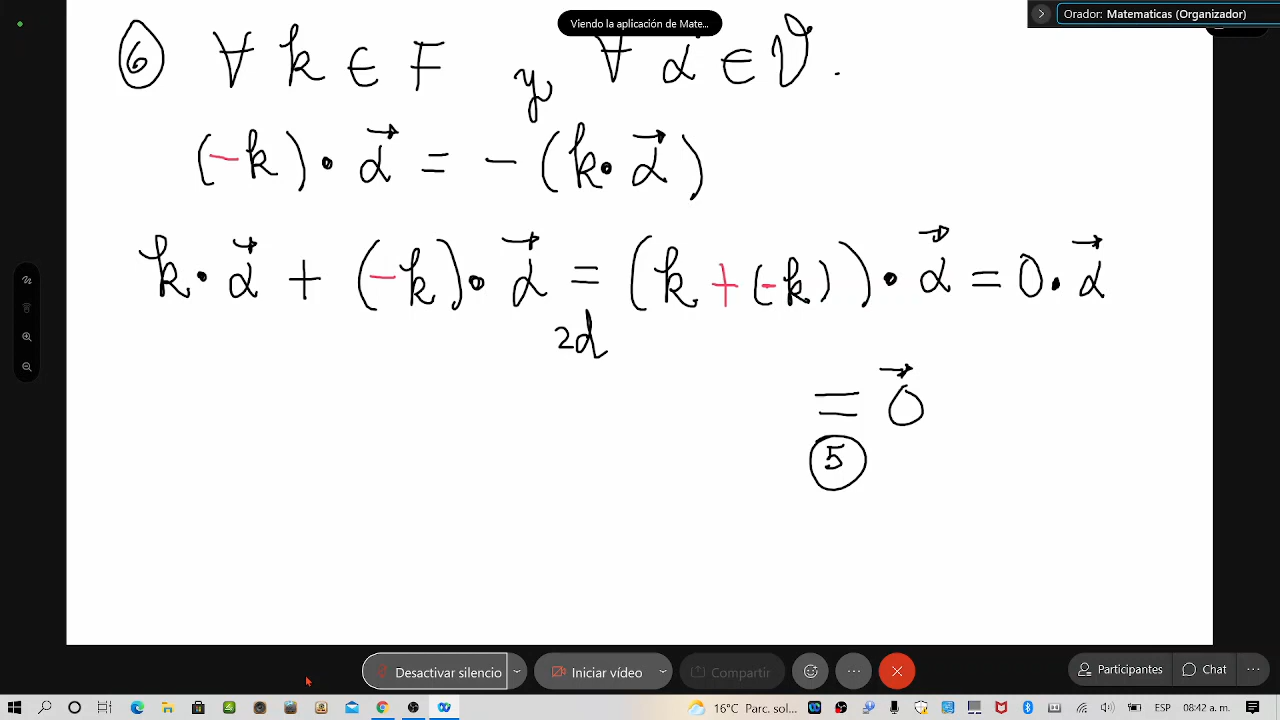 Viendo la aplicación de Mate...
Orador: Matematicas (Organizador)
⑥ ∀ k ∈ F y ∀ α ∈ V.
(-k) · α⃗ = - (k · α⃗)
k · α⃗ + (-k) · α⃗ = (k + (-k)) · α⃗ = 0 · α⃗
2d
= 0⃗
⑤
Desactivar silencio
Iniciar vídeo
Compartir
Participantes
Chat
16°C Parc. sol...
ESP
08:42 a. m.